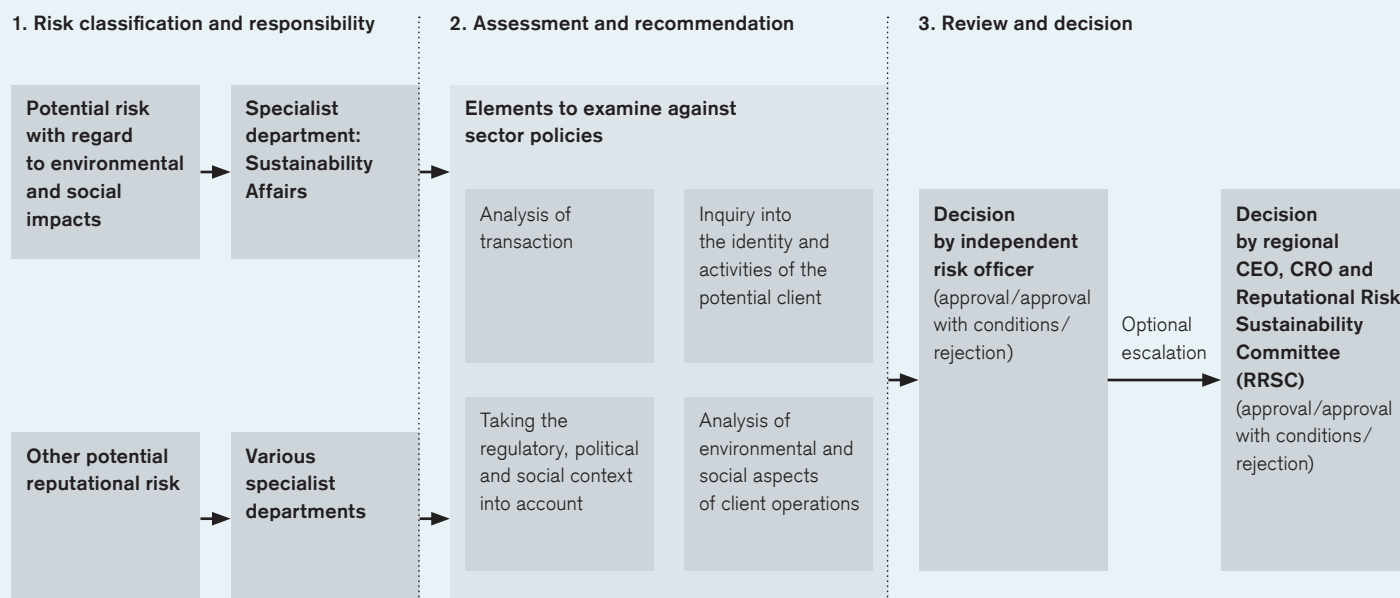 1. Risk classification and responsibility
2. Assessment and recommendation
3. Review and decision
Potential risk
with regard
to environmental
and social
impacts
Specialist
department:
Sustainability
Affairs
Other potential
reputational risk
Various
specialist
departments
Elements to examine against
sector policies
Analysis of
transaction
Inquiry into
the identity and
activities of the
potential client
Taking the
regulatory, political
and social context
into account
Analysis of
environmental and
social aspects
of client operations
Decision
by independent
risk officer
(approval/approval
with conditions/
rejection)
Optional
escalation
Decision
by regional
CEO, CRO and
Reputational Risk
Sustainability
Committee
(RRSC)
(approval/approval
with conditions/
rejection)